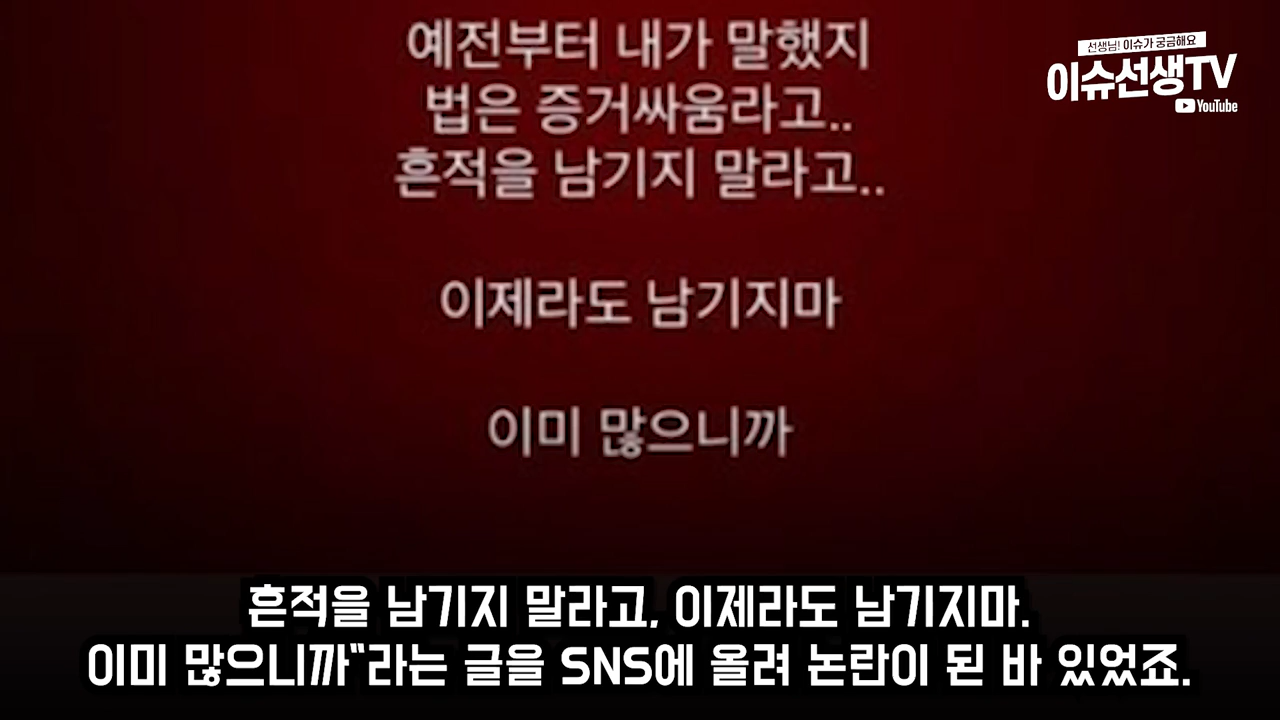 예전부터 내가 말했지
법은 증거싸움라고..
흔적을 남기지 말라고..
이제라도 남기지마
이미 많으니까
선생님! 이슈가 궁금해요
이슈선생TV
YouTube
흔적을 남기지 말라고, 이제라도 남기지마.
이미 많으니까"라는 글을 SNS에 올려 논란이 된 바 있었죠.